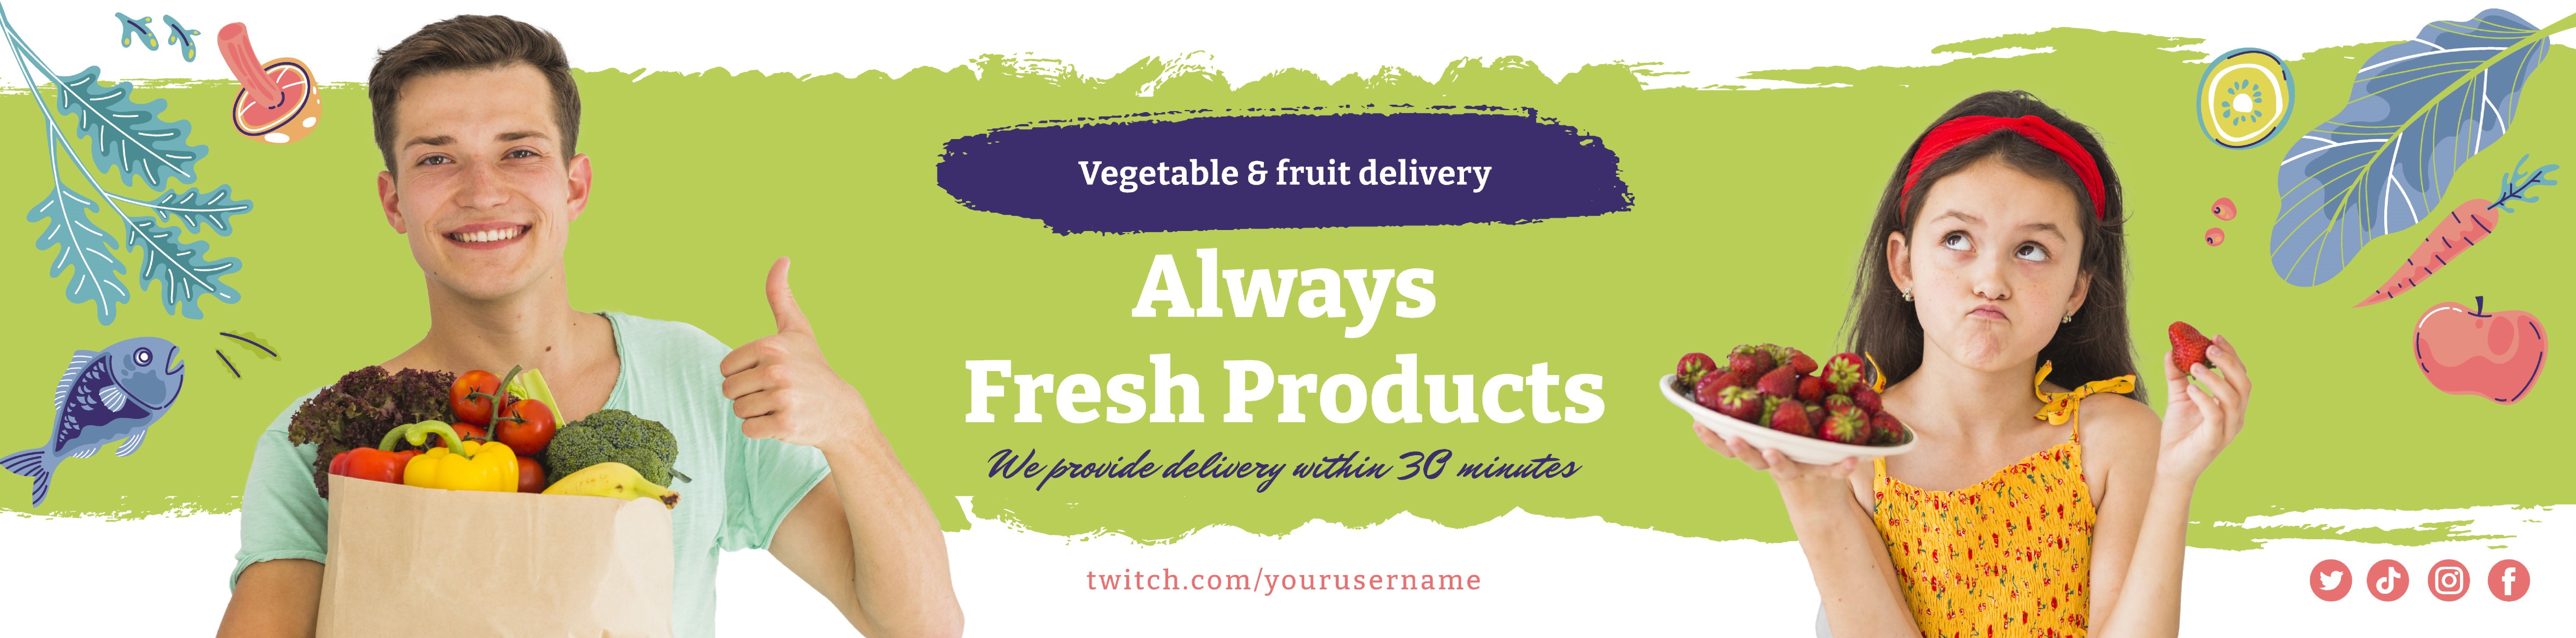 Vegetable & fruit delivery
Always
Fresh Products
We provide delivery within 30 minutes
twitch.com/yourusername